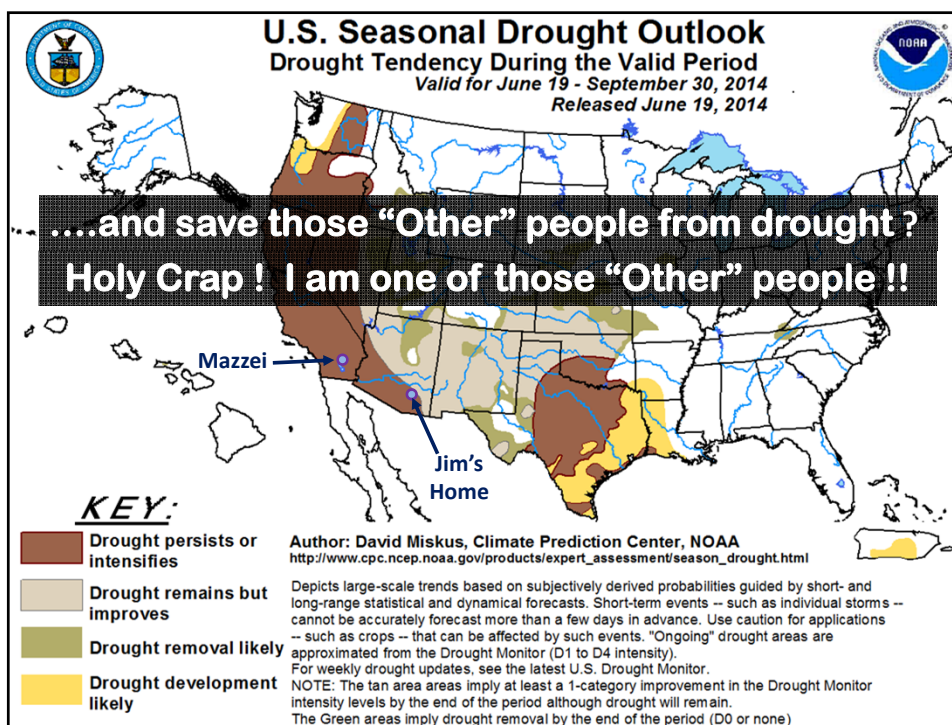 U.S. Seasonal Drought Outlook
Drought Tendency During the Valid Period
Valid for June 19 - September 30, 2014
Released June 19, 2014
NOAA
....and save those “Other” people from drought ?
Holy Crap ! I am one of those “Other” people !!
Mazzei
Jim’s
Home
KEY:
Drought persists or
intensifies
Drought remains but
improves
Drought removal likely
Drought development
likely
Author: David Miskus, Climate Prediction Center, NOAA
http://www.cpc.ncep.noaa.gov/products/expert_assessment/season_drought.html
Depicts large-scale trends based on subjectively derived probabilities guided by short- and
long-range statistical and dynamical forecasts. Short-term events -- such as individual storms --
cannot be accurately forecast more than a few days in advance. Use caution for applications
-- such as crops -- that can be affected by such events. "Ongoing" drought areas are
approximated from the Drought Monitor (D1 to D4 intensity).
For weekly drought updates, see the latest U.S. Drought Monitor.
NOTE: The tan area areas imply at least a 1-category improvement in the Drought Monitor
intensity levels by the end of the period although drought will remain.
The Green areas imply drought removal by the end of the period (D0 or none)